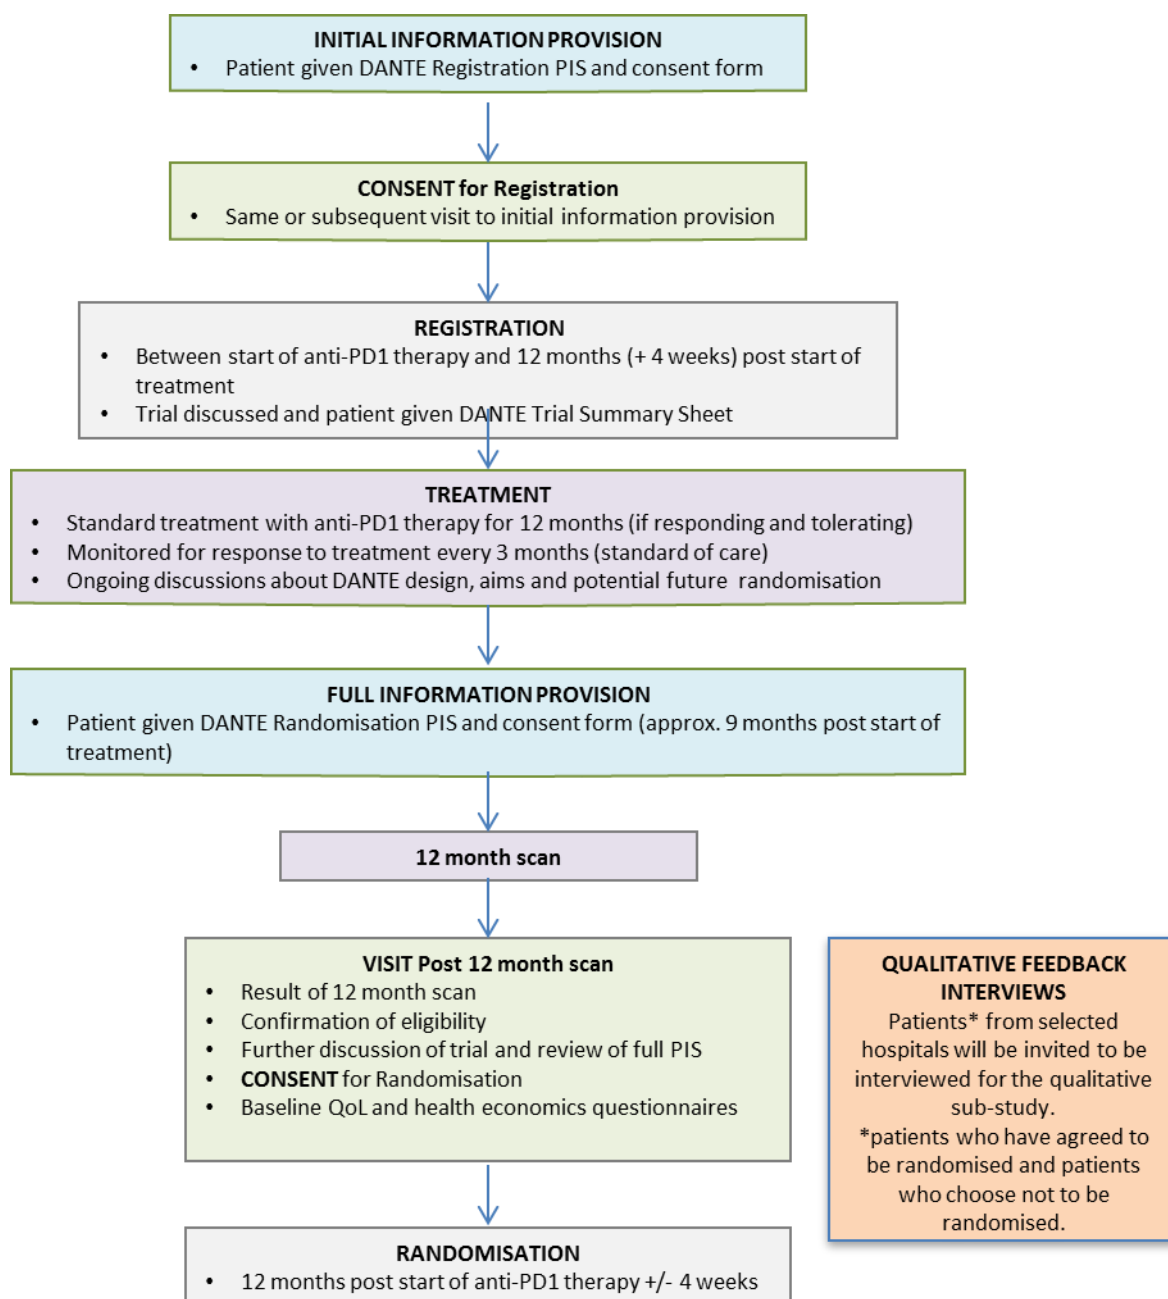 INITIAL INFORMATION PROVISION
• Patient given DANTE Registration PIS and consent form
CONSENT for Registration
• Same or subsequent visit to initial information provision
REGISTRATION
• Between start of anti-PD1 therapy and 12 months (+ 4 weeks) post start of
treatment
• Trial discussed and patient given DANTE Trial Summary Sheet
TREATMENT
• Standard treatment with anti-PD1 therapy for 12 months (if responding and tolerating)
• Monitored for response to treatment every 3 months (standard of care)
• Ongoing discussions about DANTE design, aims and potential future randomisation
FULL INFORMATION PROVISION
• Patient given DANTE Randomisation PIS and consent form (approx. 9 months post start of
treatment)
12 month scan
VISIT Post 12 month scan
• Result of 12 month scan
• Confirmation of eligibility
• Further discussion of trial and review of full PIS
• CONSENT for Randomisation
• Baseline QoL and health economics questionnaires
QUALITATIVE FEEDBACK
INTERVIEWS
Patients* from selected
hospitals will be invited to be
interviewed for the qualitative
sub-study.
*patients who have agreed to
be randomised and patients
who choose not to be
randomised.
RANDOMISATION
• 12 months post start of anti-PD1 therapy +/- 4 weeks